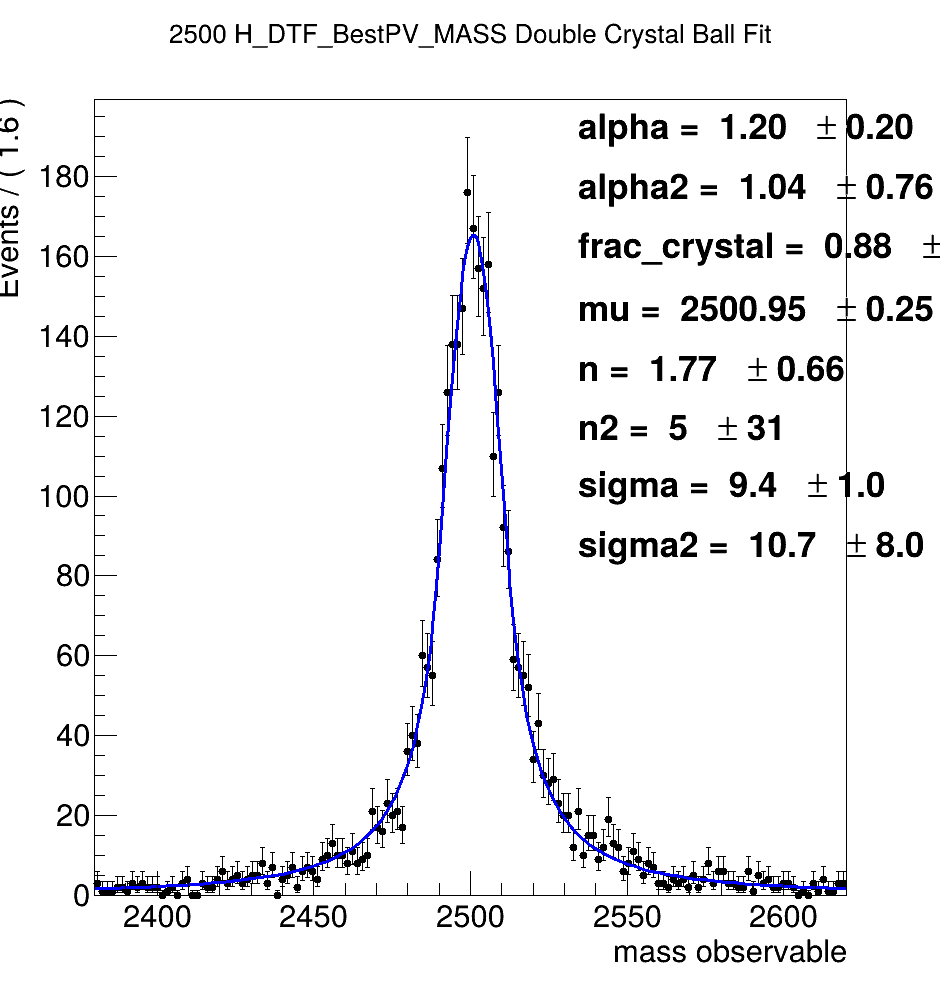 2500 H_DTF_BestPV_MASS Double Crystal Ball Fit
Events / ( 1.6 )
alpha = 1.20 ± 0.20
alpha2 = 1.04 ± 0.76
frac_crystal = 0.88 ±
mu = 2500.95 ± 0.25
n = 1.77 ± 0.66
n2 = 5 ± 31
sigma = 9.4 ± 1.0
sigma2 = 10.7 ± 8.0
180
160
140
120
100
80
60
40
20
0
2400 2450 2500 2550 2600
mass observable